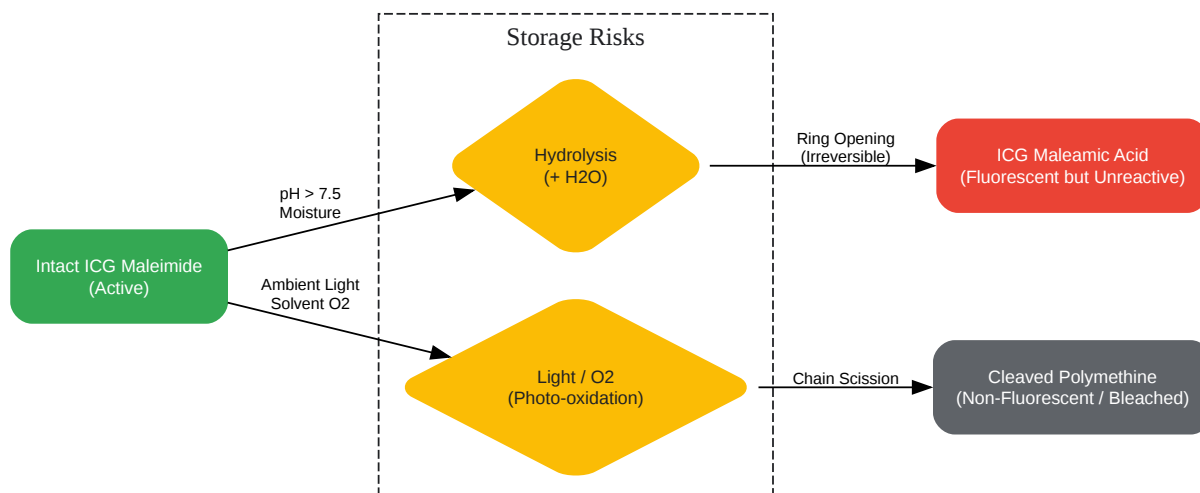 Storage Risks
Hydrolysis
(+ H2O)
Ring Opening
(Irreversible)
ICG Maleamic Acid
(Fluorescent but Unreactive)
pH > 7.5
Moisture
Intact ICG Maleimide
(Active)
Ambient Light
Solvent O2
Light / O2
(Photo-oxidation)
Chain Scission
Cleaved Polymethine
(Non-Fluorescent / Bleached)